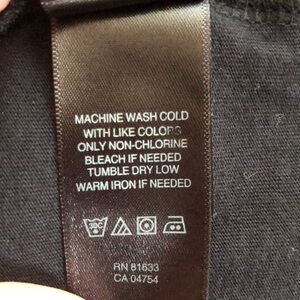 MACHINE WASH COLD
WITH LIKE COLORS
ONLY NON-CHLORINE
BLEACH IF NEEDED
TUMBLE DRY LOW
WARM IRON IF NEEDED
30C
RN 81633
CA 04754